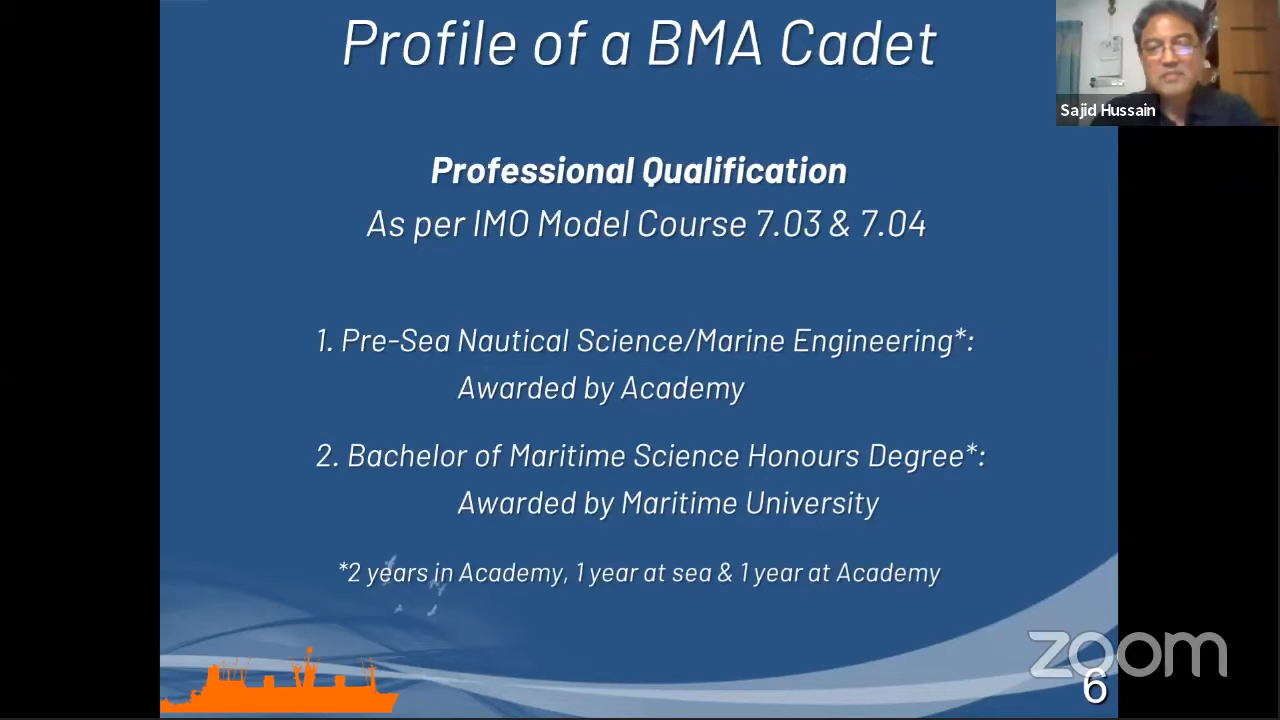 Profile of a BMA Cadet
Sajid Hussain
Professional Qualification
As per IMO Model Course 7.03 & 7.04
1. Pre-Sea Nautical Science/Marine Engineering*:
Awarded by Academy
2. Bachelor of Maritime Science Honours Degree*:
Awarded by Maritime University
*2 years in Academy, 1 year at sea & 1 year at Academy
zoom
6